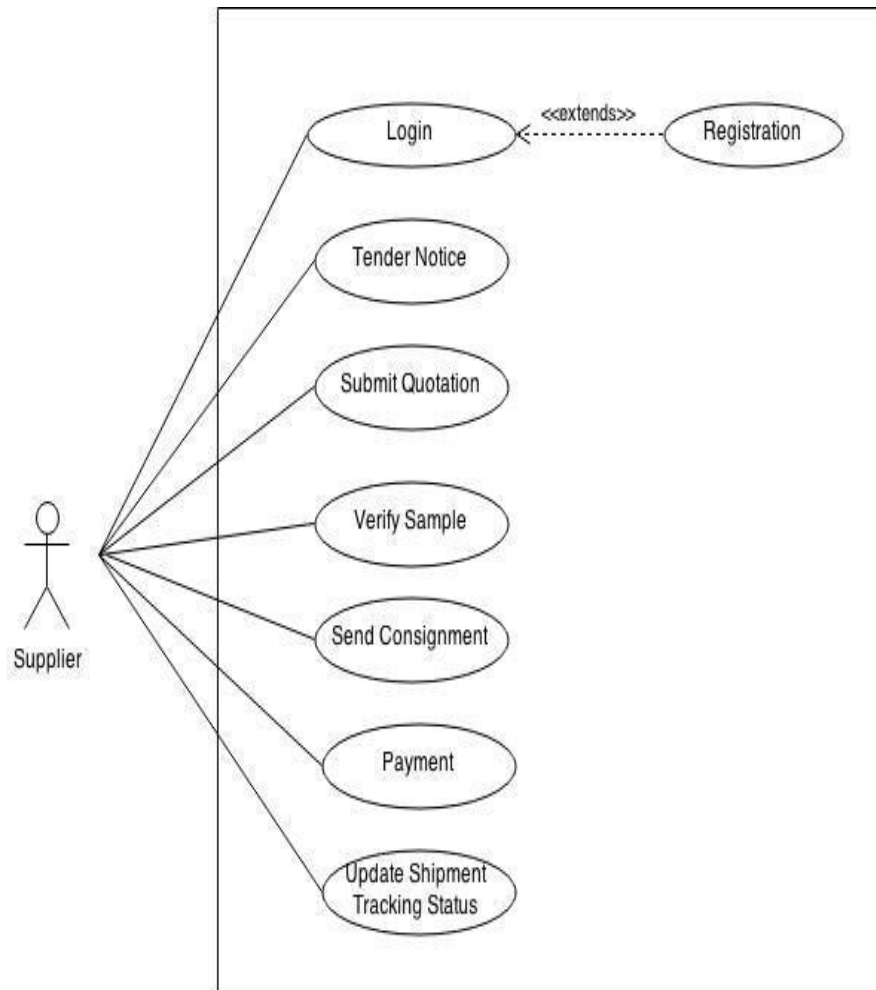 Login
<<extends>>
Registration
Tender Notice
Submit Quotation
Verify Sample
Supplier
Send Consignment
Payment
Update Shipment
Tracking Status